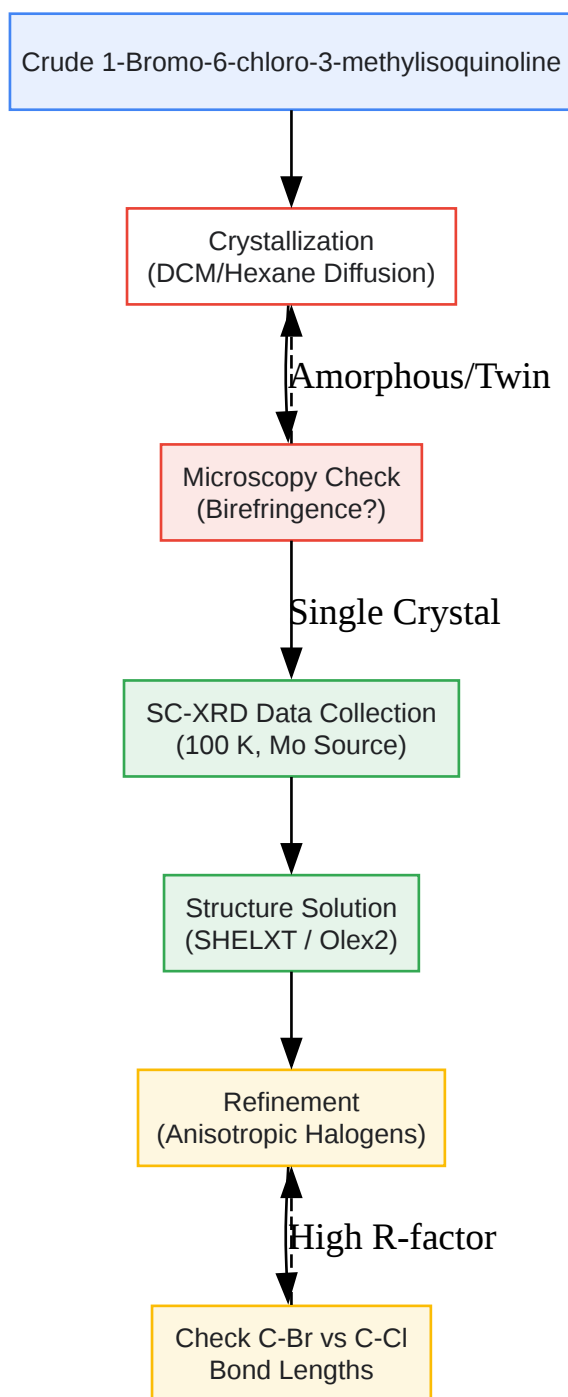 Crude 1-Bromo-6-chloro-3-methylisoquinoline
Crystallization
(DCM/Hexane Diffusion)
Amorphous/Twin
Microscopy Check
(Birefringence?)
Single Crystal
SC-XRD Data Collection
(100 K, Mo Source)
Structure Solution
(SHELXT / Olex2)
Refinement
(Anisotropic Halogens)
High R-factor
Check C-Br vs C-Cl
Bond Lengths